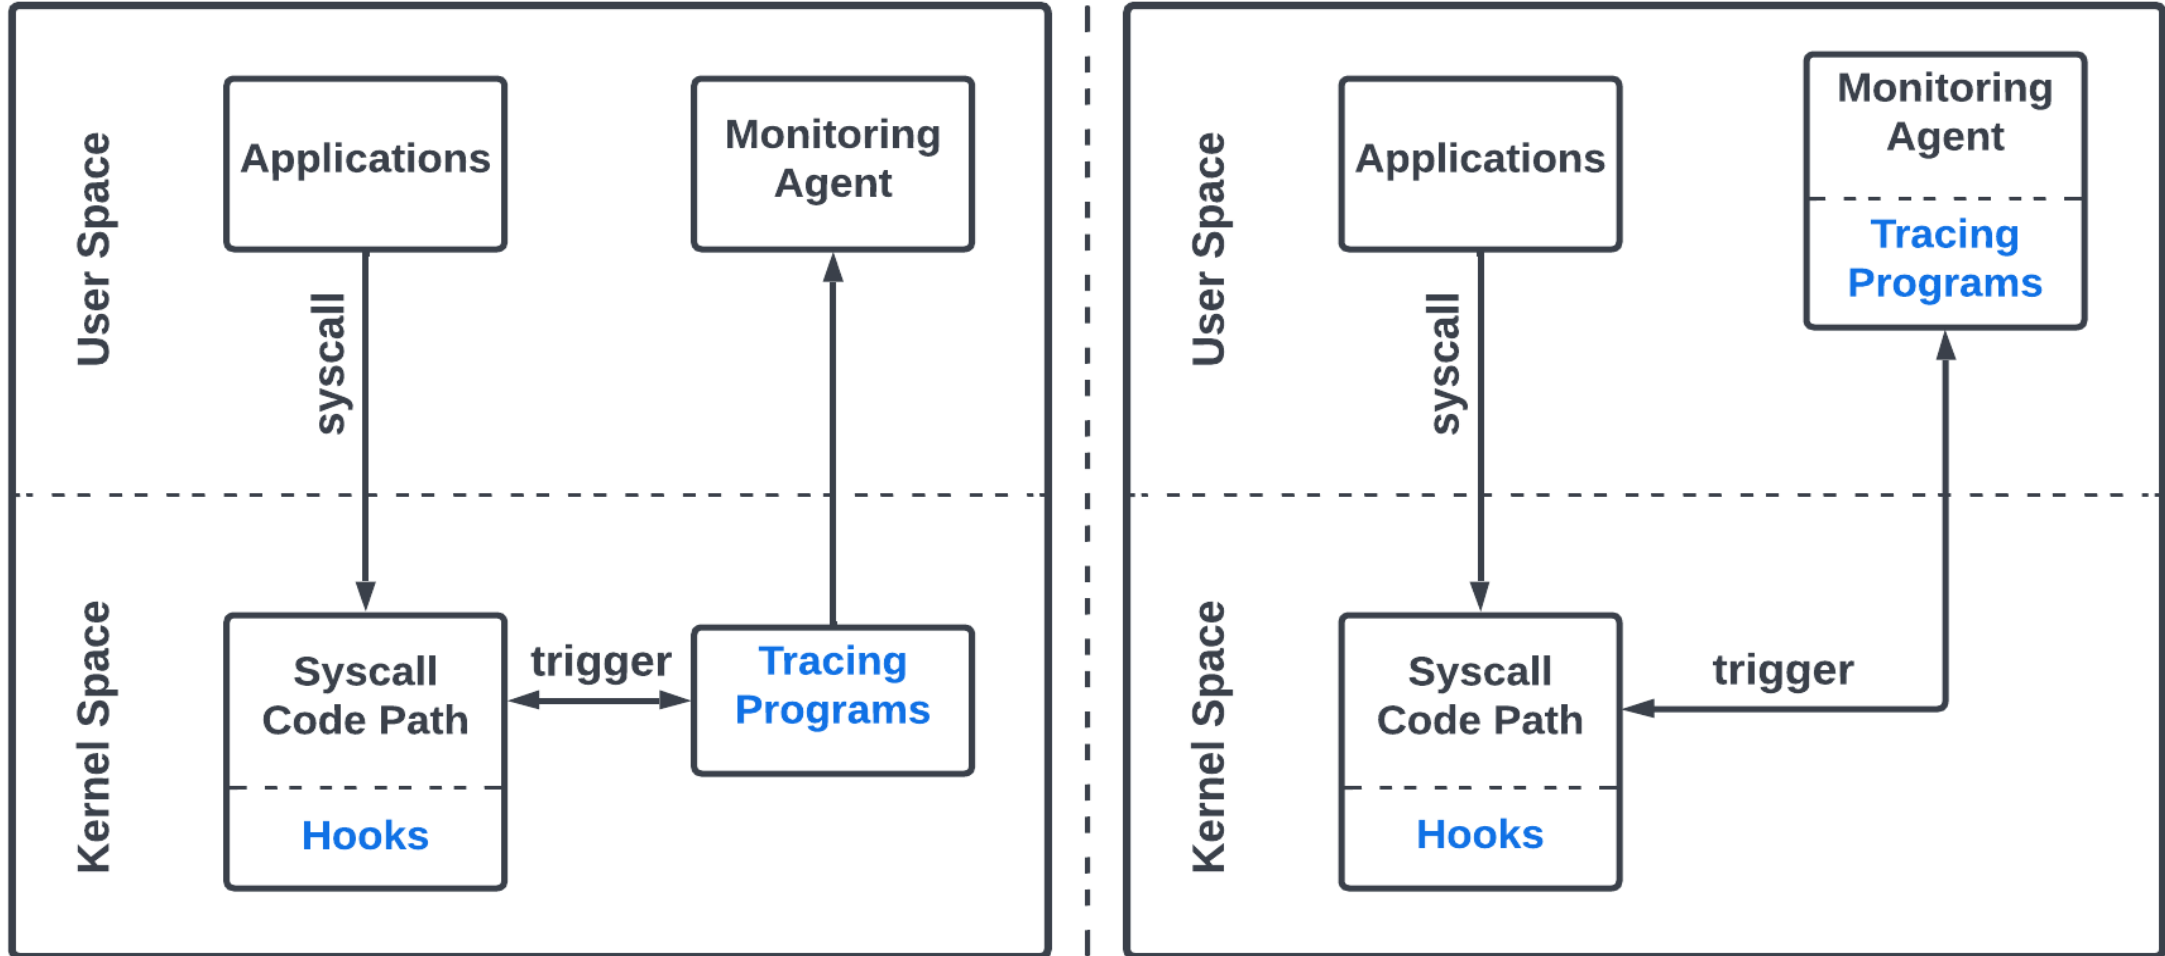 User Space
Applications
Monitoring
Agent
syscall
Kernel Space
Syscall
Code Path
Hooks
trigger
Tracing
Programs
User Space
Applications
Monitoring
Agent
Tracing
Programs
syscall
Kernel Space
Syscall
Code Path
Hooks
trigger